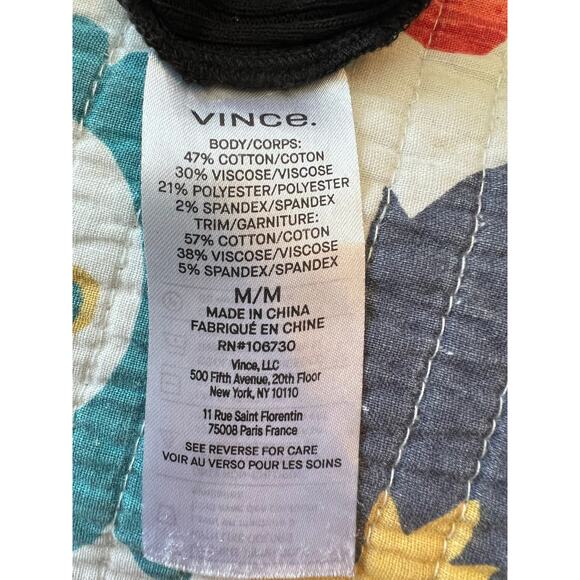 VINCe.
BODY/CORPS:
47% COTTON/COTON
30% VISCOSE/VISCOSE
21% POLYESTER/POLYESTER
2% SPANDEX/SPANDEX
TRIM/GARNITURE:
57% COTTON/COTON
38% VISCOSE/VISCOSE
5% SPANDEX/SPANDEX
M/M
MADE IN CHINA
FABRIQUÉ EN CHINE
RN#106730
Vince, LLC
500 Fifth Avenue, 20th Floor
New York, NY 10110
11 Rue Saint Florentin
75008 Paris France
SEE REVERSE FOR CARE
VOIR AU VERSO POUR LES SOINS